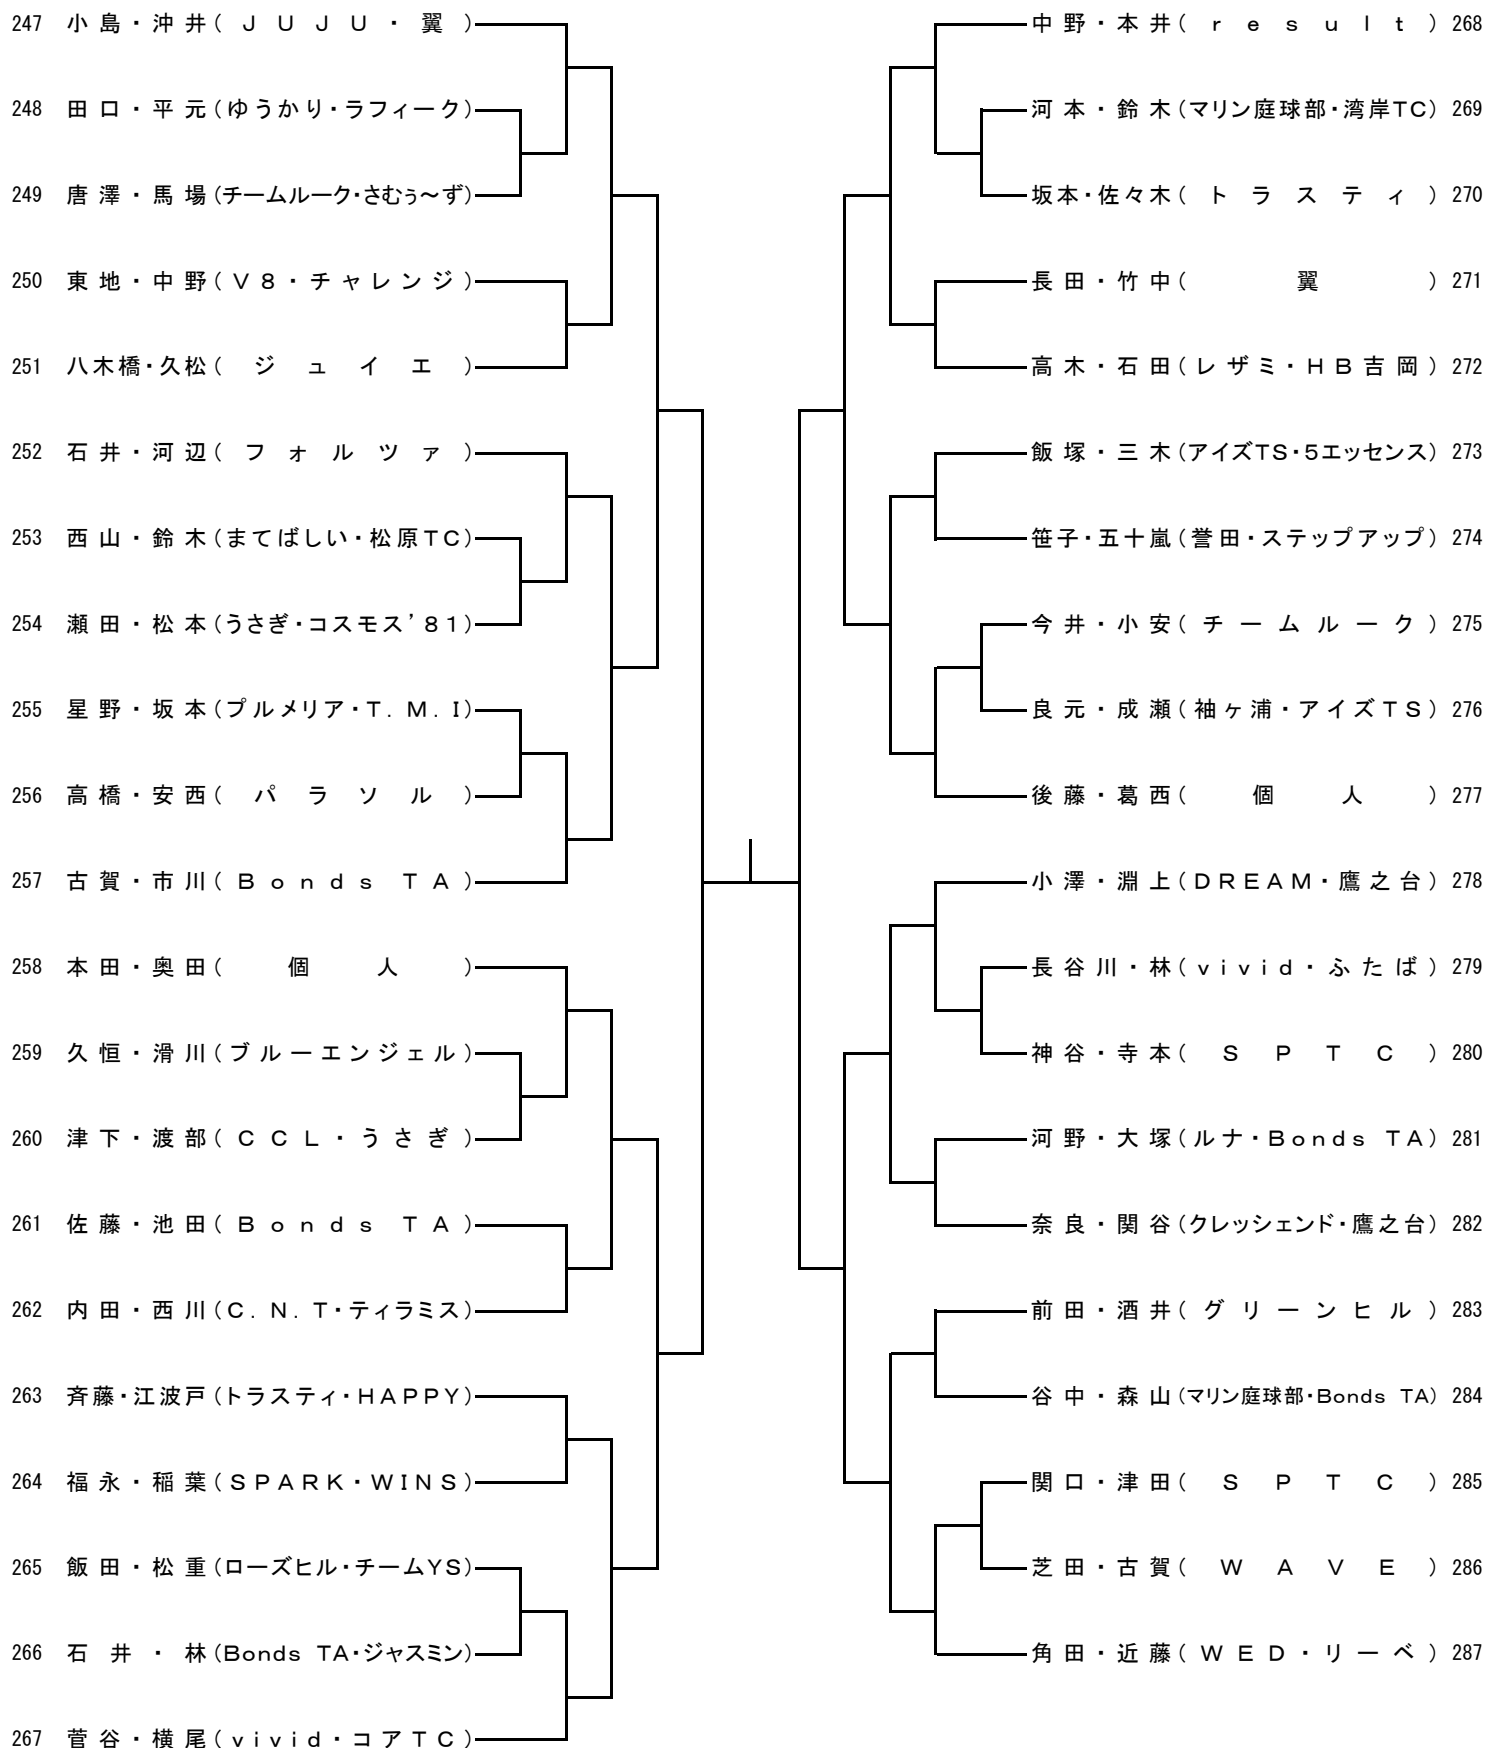 247 小島・沖井(JUJU・翼)
248 田口・平元(ゆうかり・ラフィーク)
249 唐澤・馬場(チームルーク・さむぅ～ず)
250 東地・中野(V8・チャレンジ)
251 八木橋・久松(ジュイエ)
252 石井・河辺(フォルツァ)
253 西山・鈴木(まてばしい・松原TC)
254 瀬田・松本(うさぎ・コスモス’81)
255 星野・坂本(プルメリア・T.M.I)
256 高橋・安西(パラソル)
257 古賀・市川(Bonds TA)
258 本田・奥田(個人)
259 久恒・滑川(ブルーエンジェル)
260 津下・渡部(CCL・うさぎ)
261 佐藤・池田(Bonds TA)
262 内田・西川(C.N.T・ティラミス)
263 斉藤・江波戸(トラスティ・HAPPY)
264 福永・稲葉(SPARK・WINS)
265 飯田・松重(ローズヒル・チームYS)
266 石井・林(Bonds TA・ジャスミン)
267 菅谷・横尾(vivid・コアTC)
中野・本井(result) 268
河本・鈴木(マリン庭球部・湾岸TC) 269
坂本・佐々木(トラスティ) 270
長田・竹中(翼) 271
高木・石田(レザミ・HB吉岡) 272
飯塚・三木(アイズTS・5エッセンス) 273
笹子・五十嵐(誉田・ステップアップ) 274
今井・小安(チームルーク) 275
良元・成瀬(袖ヶ浦・アイズTS) 276
後藤・葛西(個人) 277
小澤・淵上(DREAM・鷹之台) 278
長谷川・林(vivid・ふたば) 279
神谷・寺本(SPTC) 280
河野・大塚(ルナ・Bonds TA) 281
奈良・関谷(クレッシェンド・鷹之台) 282
前田・酒井(グリーンヒル) 283
谷中・森山(マリン庭球部・Bonds TA) 284
関口・津田(SPTC) 285
芝田・古賀(WAVE) 286
角田・近藤(WED・リーベ) 287